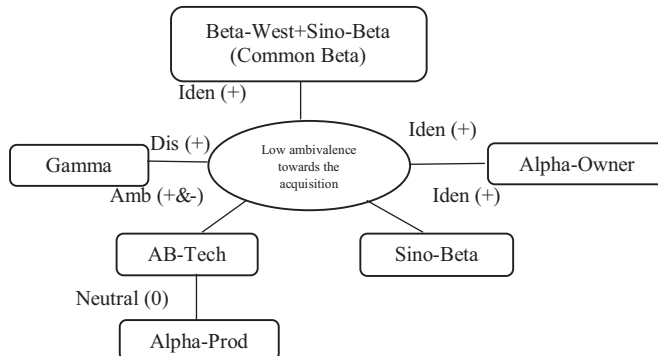 Beta-West+Sino-Beta
(Common Beta)
Iden (+)
Dis (+)
Iden (+)
Gamma
Low ambivalence
towards the
acquisition
Alpha-Owner
Amb (+&-)
Iden (+)
AB-Tech
Sino-Beta
Neutral (0)
Alpha-Prod